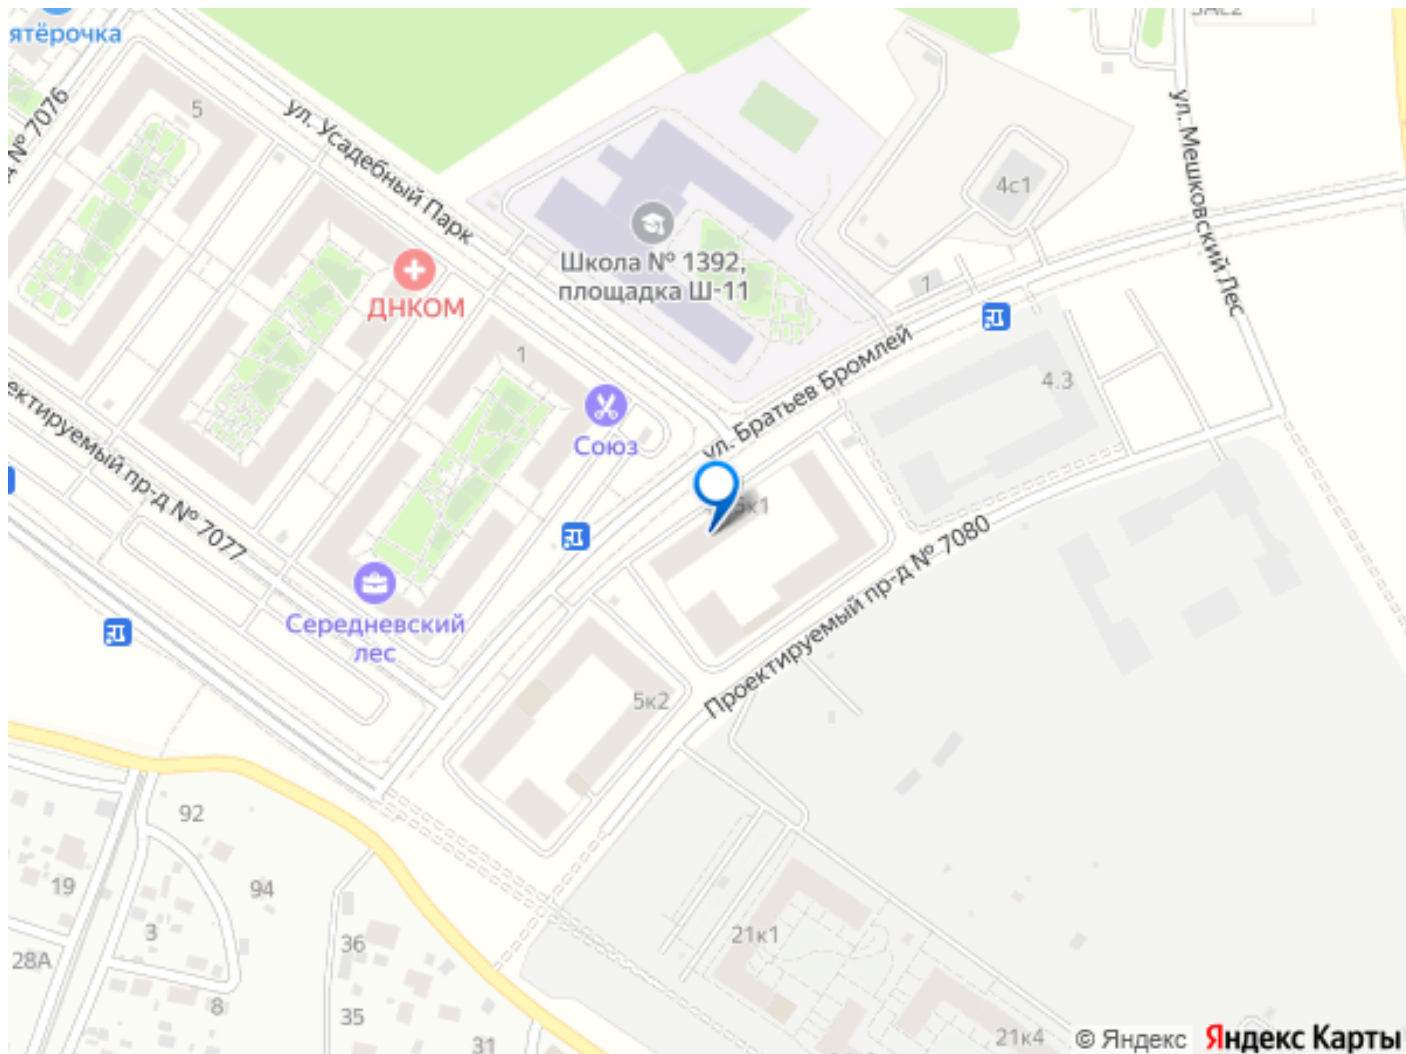 ятёрочка
5
ул. Усадебный Парк
№ 7076
ул. Мешковский Лес
4с1
Школа № 1392,
площадка Ш-11
ДНКОМ
1
1
4.3
ул. Братьев Бромлей
Союз
5к1
ектируемый пр-д № 7077
Проектируемый пр-д № 7080
Середневский
лес
5к2
92
94
19
3
36
28А
8
35
31
21к1
21к4
© Яндекс
Яндекс Карты